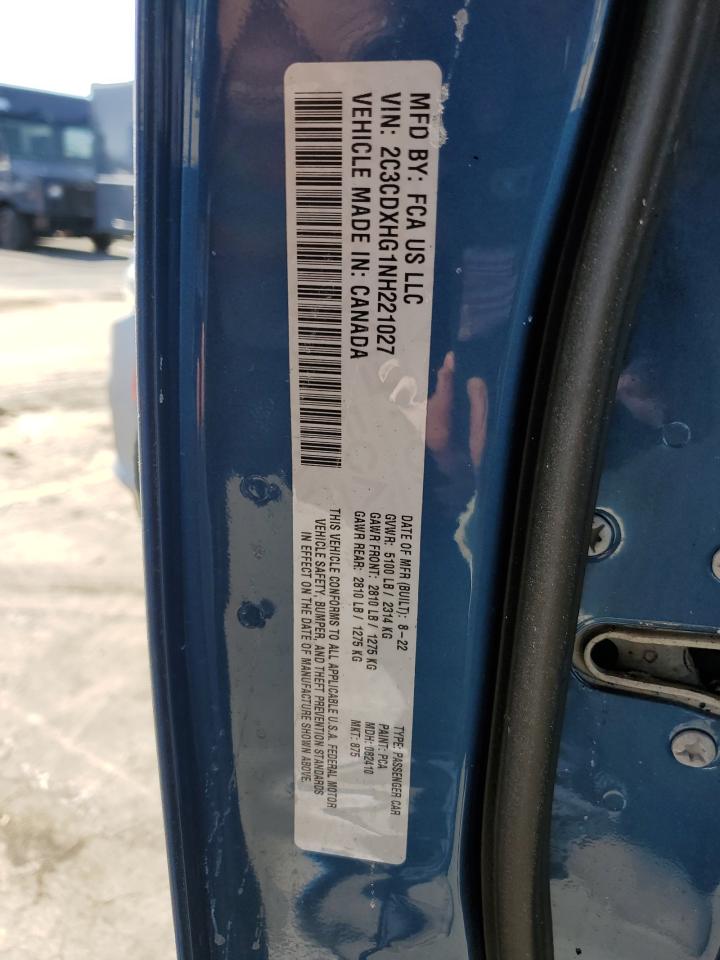 MFD BY: FCA US LLC
VIN: 2C3CDXHG1NH221027
VEHICLE MADE IN: CANADA
DATE OF MFR (BUILT): 8-22
GVWR: 5100 LB / 2314 KG
GAWR FRONT: 2810 LB / 1275 KG
GAWR REAR: 2810 LB / 1275 KG
TYPE: PASSENGER CAR
PAINT: PCA
MDH: 082410
MKT: 875
THIS VEHICLE CONFORMS TO ALL APPLICABLE U.S.A. FEDERAL MOTOR
VEHICLE SAFETY, BUMPER, AND THEFT PREVENTION STANDARDS
IN EFFECT ON THE DATE OF MANUFACTURE SHOWN ABOVE.